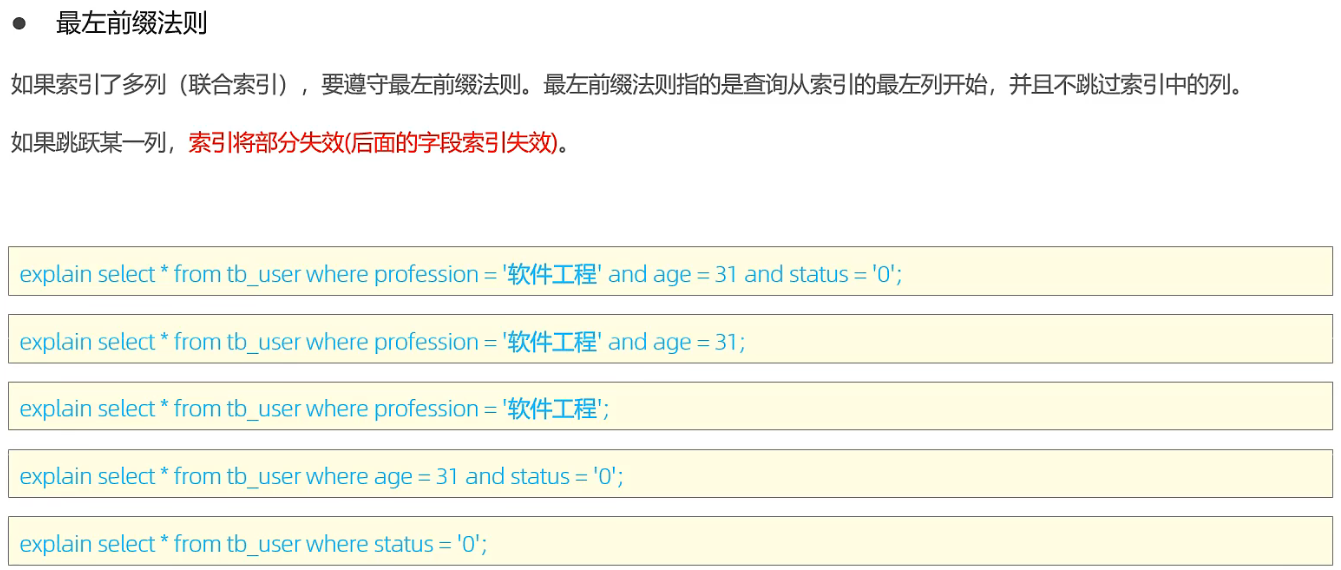 ● 最左前缀法则
如果索引了多列（联合索引），要遵守最左前缀法则。最左前缀法则指的是查询从索引的最左列开始，并且不跳过索引中的列。
如果跳跃某一列，索引将部分失效(后面的字段索引失效)。
explain select * from tb_user where profession = '软件工程' and age = 31 and status = '0';
explain select * from tb_user where profession = '软件工程' and age = 31;
explain select * from tb_user where profession = '软件工程';
explain select * from tb_user where age = 31 and status = '0';
explain select * from tb_user where status = '0';